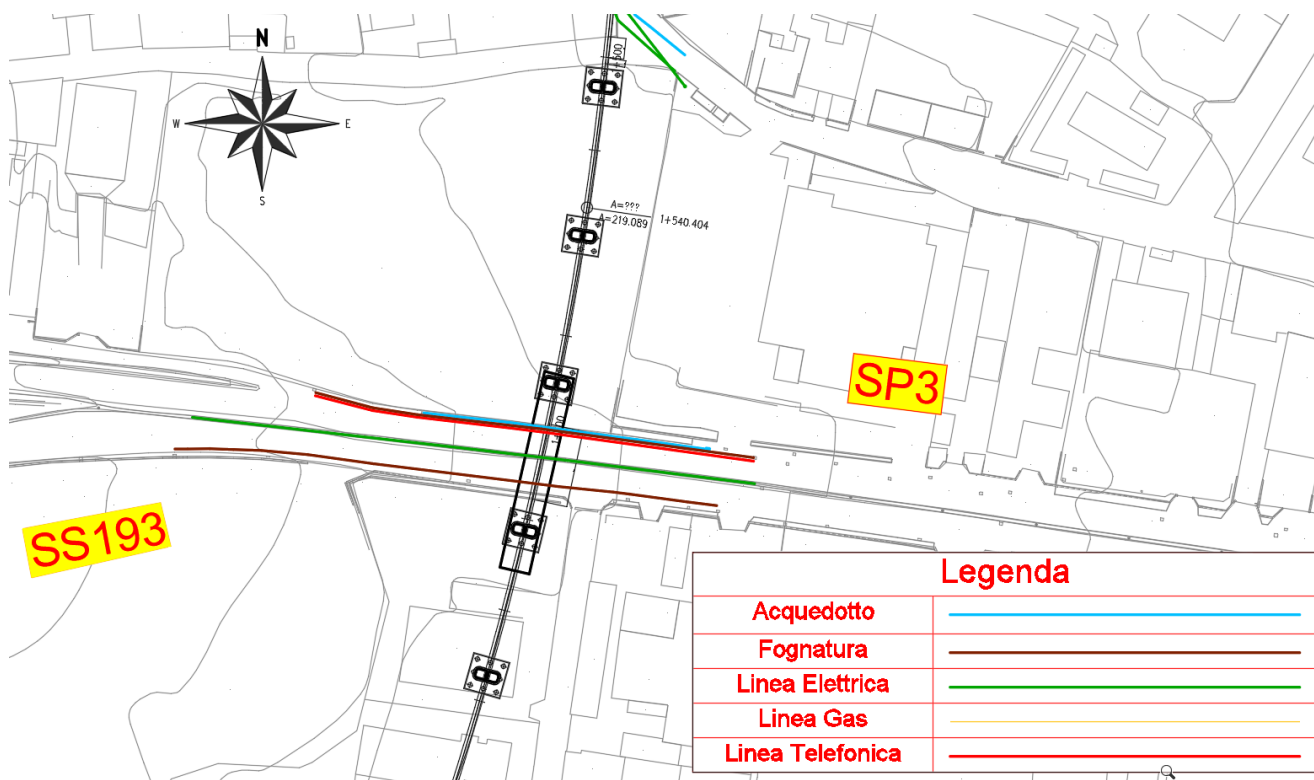 N
W
E
S
A=???
A=219.089
1+540.404
SP3
SS193
Legenda
Acquedotto
Fognatura
Linea Elettrica
Linea Gas
Linea Telefonica